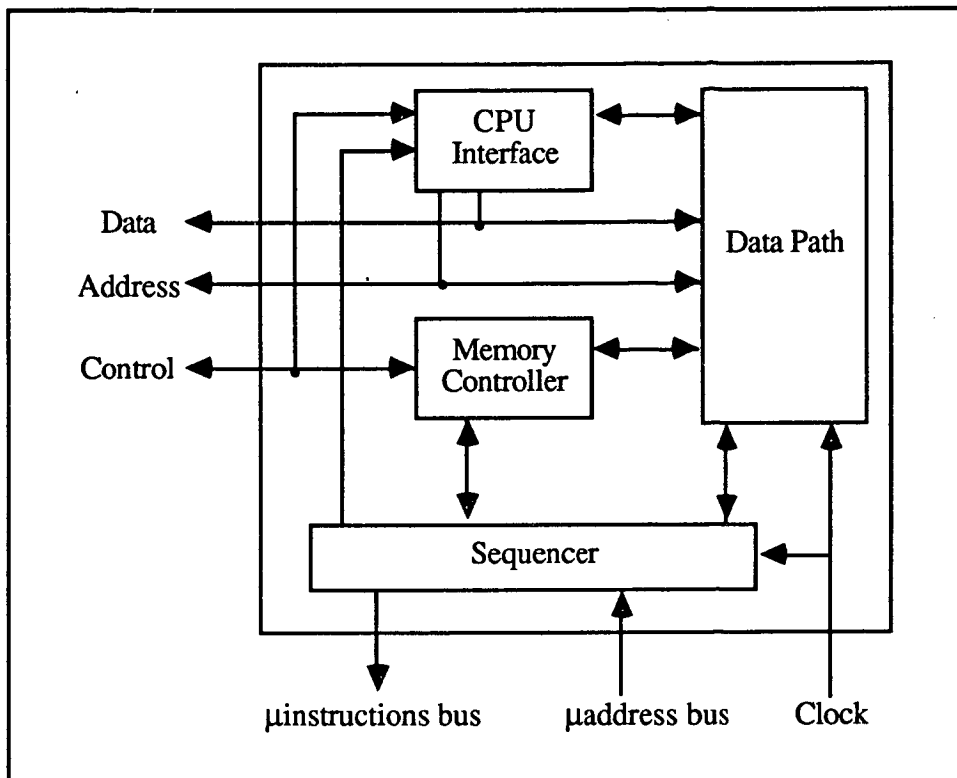 CPU
Interface
Data Path
Data
Address
Control
Memory
Controller
Sequencer
µinstructions bus
µaddress bus
Clock